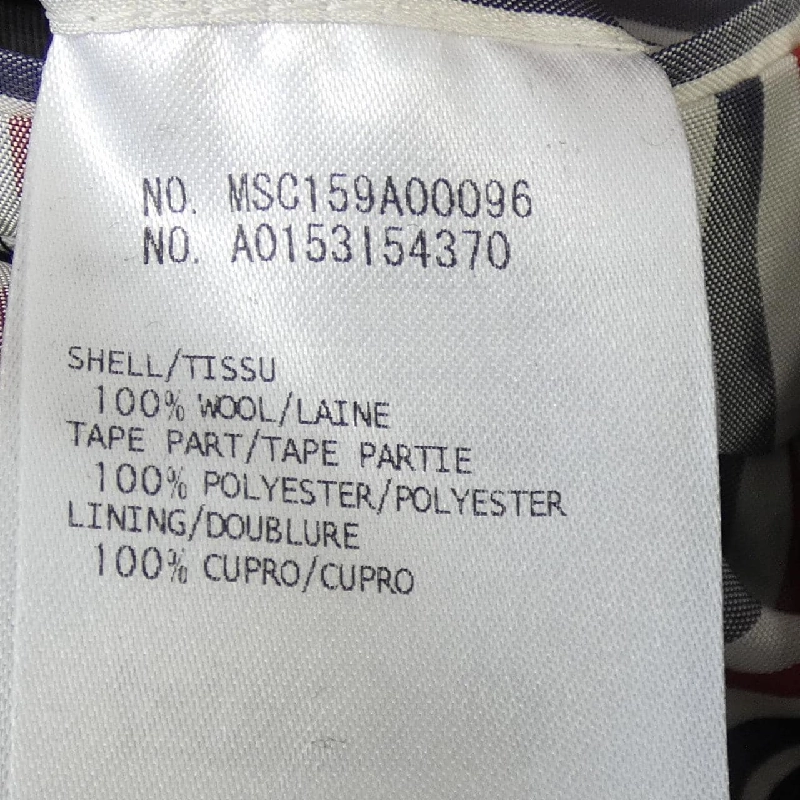 NO. MSC159A00096
NO. A0153154370
SHELL/TISSU
100% WOOL/LAINE
TAPE PART/TAPE PARTIE
100% POLYESTER/POLYESTER
LINING/DOUBLURE
100% CUPRO/CUPRO